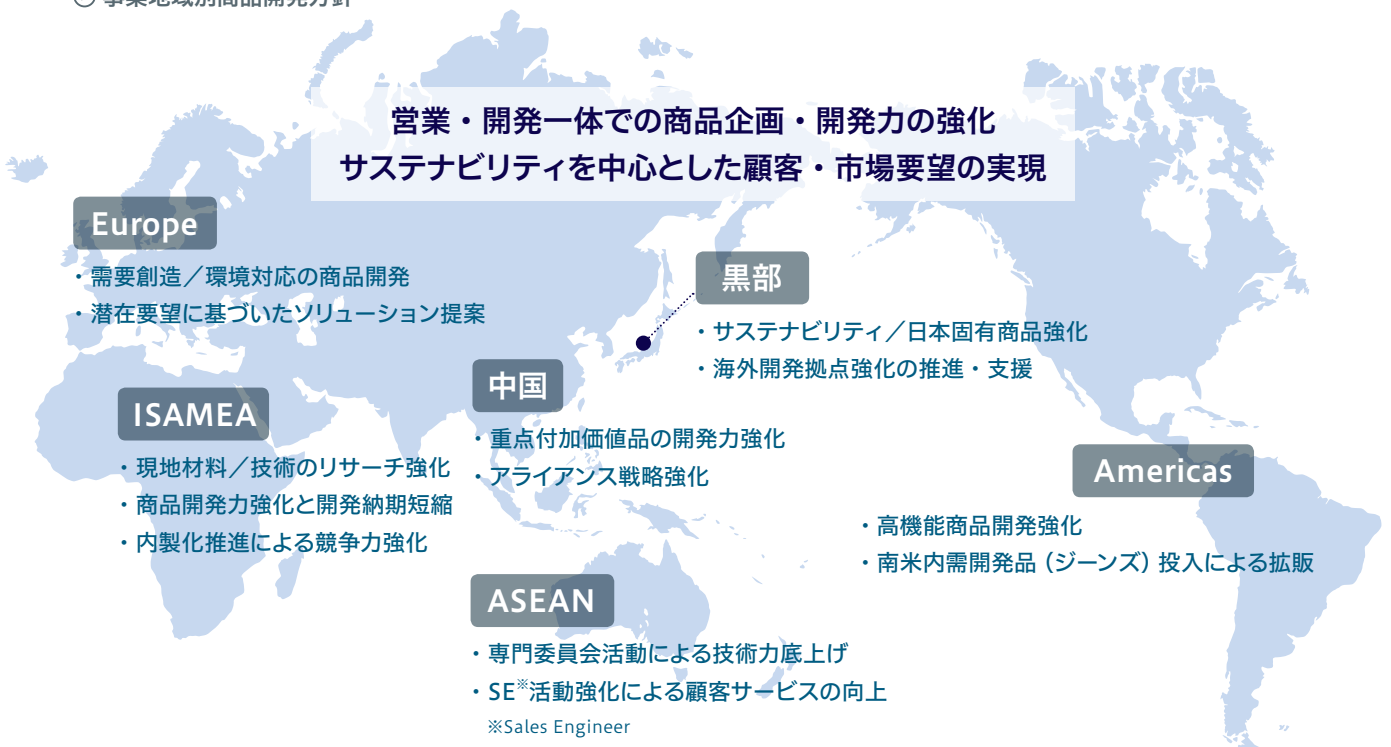 事業地域別商品開発方針
営業・開発一体での商品企画・開発力の強化
サステナビリティを中心とした顧客・市場要望の実現
Europe
・需要創造／環境対応の商品開発
・潜在要望に基づいたソリューション提案
黒部
・サステナビリティ／日本固有商品強化
・海外開発拠点強化の推進・支援
中国
・重点付加価値品の開発力強化
・アライアンス戦略強化
ISAMEA
・現地材料／技術のリサーチ強化
・商品開発力強化と開発納期短縮
・内製化推進による競争力強化
Americas
・高機能商品開発強化
・南米内需開発品（ジーンズ）投入による拡販
ASEAN
・専門委員会活動による技術力底上げ
・SE※活動強化による顧客サービスの向上
※Sales Engineer